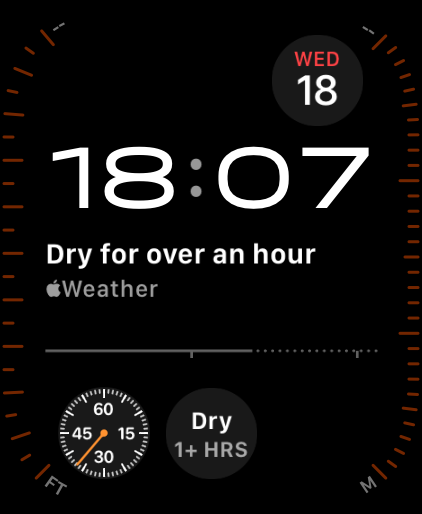 --
--
WED
18
18:07
Dry for over an hour
Weather
60
45 15
30
Dry
1+ HRS
FT
M